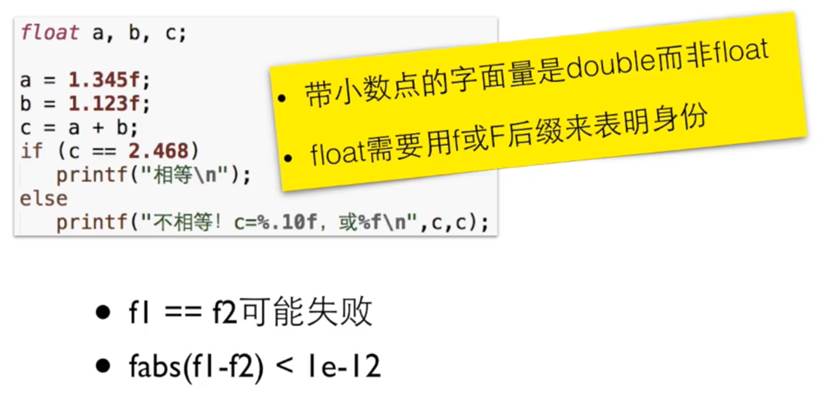 float a, b, c;
a = 1.345f;
b = 1.123f;
c = a + b;
if (c == 2.468)
printf("相等\n");
else
printf("不相等! c=%.10f, 或%f\n",c,c);
• 带小数点的字面量是double而非float
• float需要用f或F后缀来表明身份
• f1 == f2可能失败
• fabs(f1-f2) < 1e-12